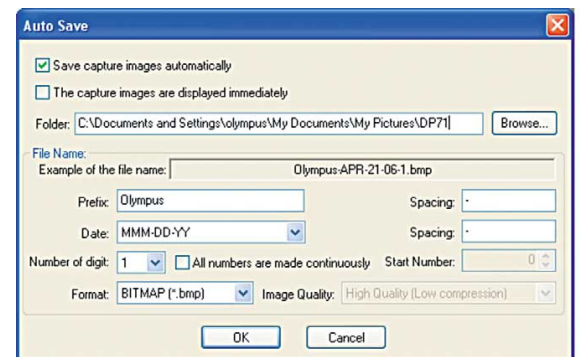 Auto Save
Save capture images automatically
The capture images are displayed immediately
Folder: C:\Documents and Settings\olympus\My Documents\My Pictures\DP71 Browse...
File Name:
Example of the file name: Olympus-APR-21-06-1.bmp
Prefix: Olympus Spacing: -
Date: MMM-DD-YY Spacing: -
Number of digit: 1 All numbers are made continuously Start Number: 0
Format: BITMAP (*.bmp) Image Quality: High Quality (Low compression)
OK Cancel